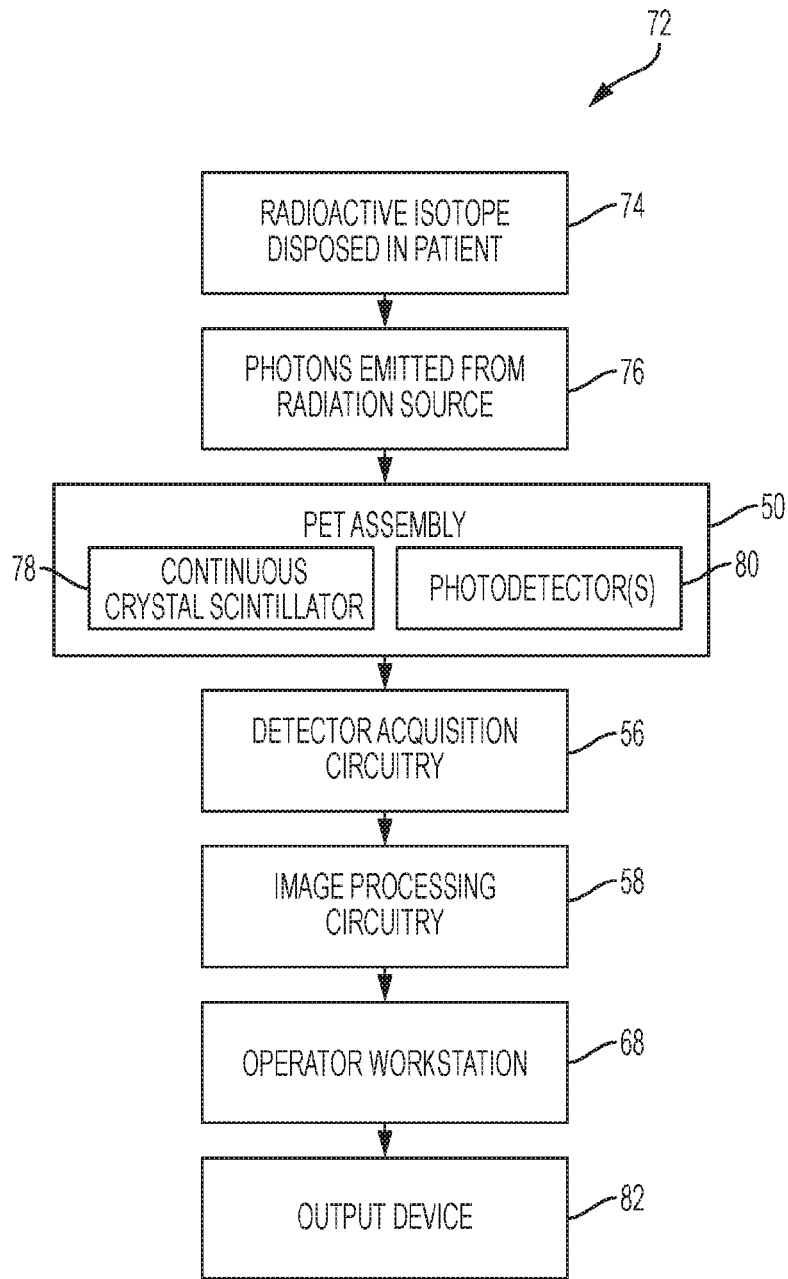 72
RADIOACTIVE ISOTOPE
DISPOSED IN PATIENT
74
PHOTONS EMITTED FROM
RADIATION SOURCE
76
PET ASSEMBLY
50
78
CONTINUOUS
CRYSTAL SCINTILLATOR
PHOTODETECTOR(S)
80
DETECTOR ACQUISITION
CIRCUITRY
56
IMAGE PROCESSING
CIRCUITRY
58
OPERATOR WORKSTATION
68
OUTPUT DEVICE
82